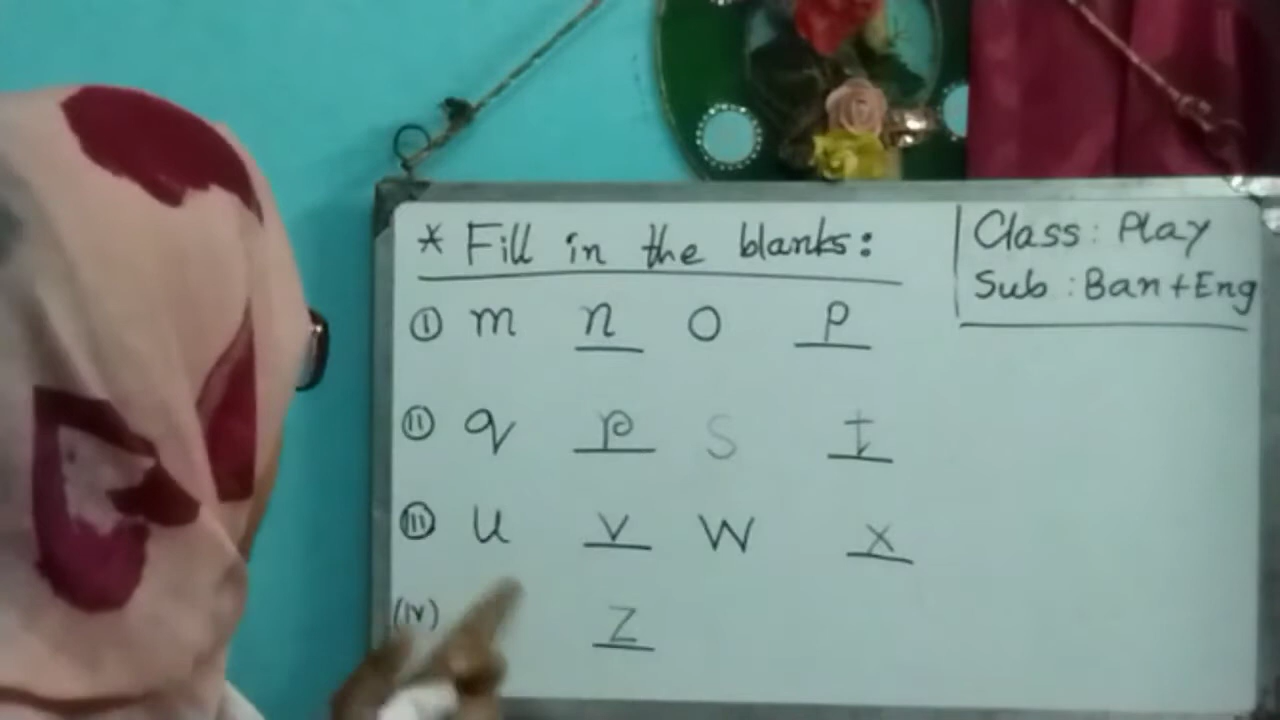 * Fill in the blanks:
Class: Play
Sub: Ban+Eng
(i) m n o p
(ii) q p s t
(iii) u v w x
(iv) z